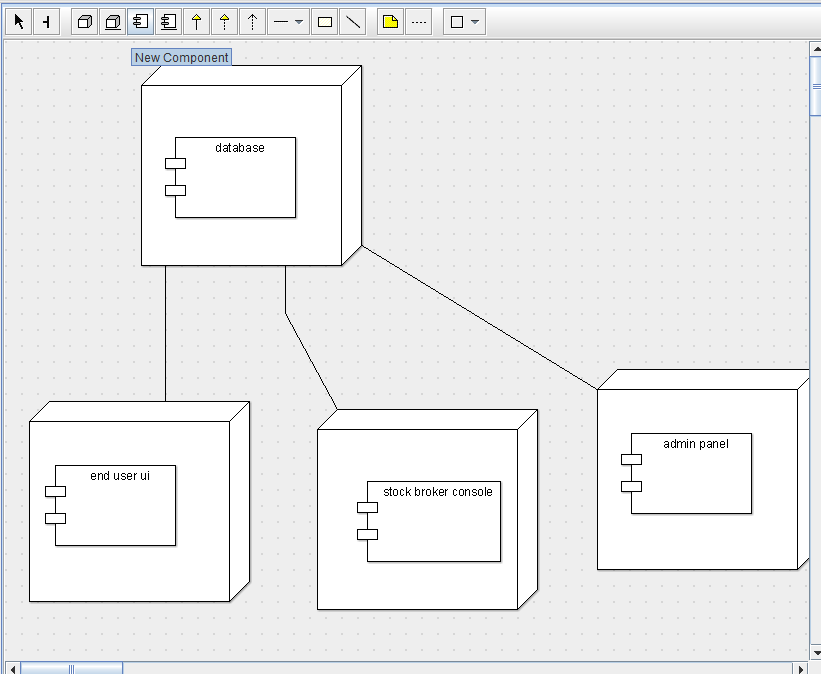 New Component
database
end user ui
stock broker console
admin panel